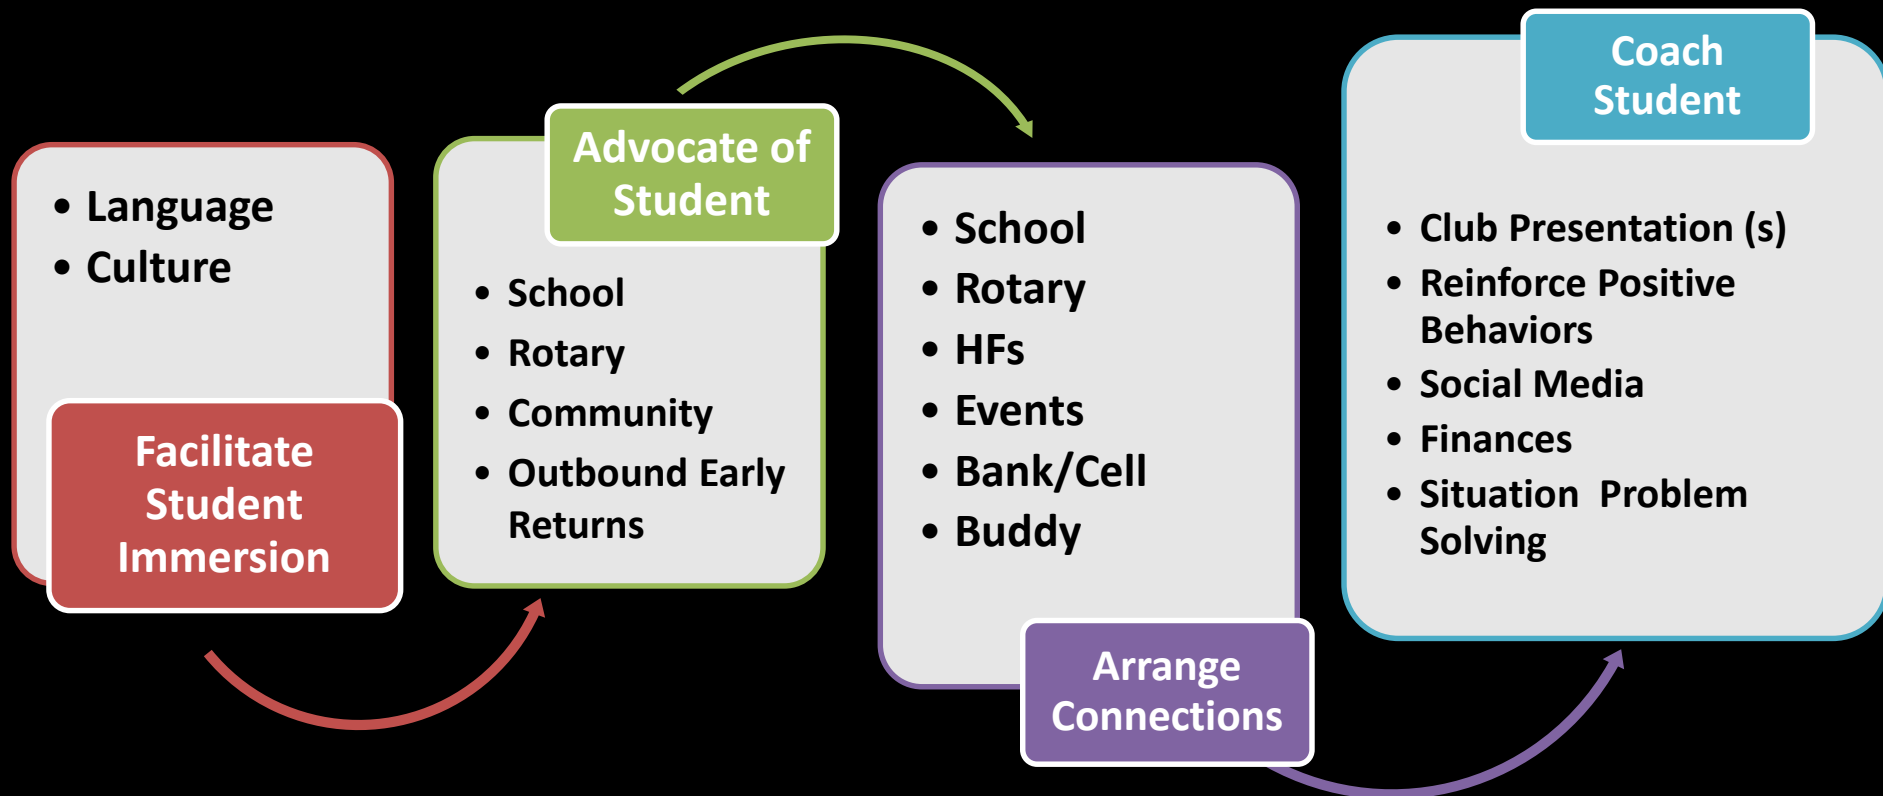 • Language
• Culture
Facilitate
Student
Immersion
Advocate of
Student
• School
• Rotary
• Community
• Outbound Early
Returns
• School
• Rotary
• HFs
• Events
• Bank/Cell
• Buddy
Arrange
Connections
Coach
Student
• Club Presentation (s)
• Reinforce Positive
Behaviors
• Social Media
• Finances
• Situation  Problem
Solving